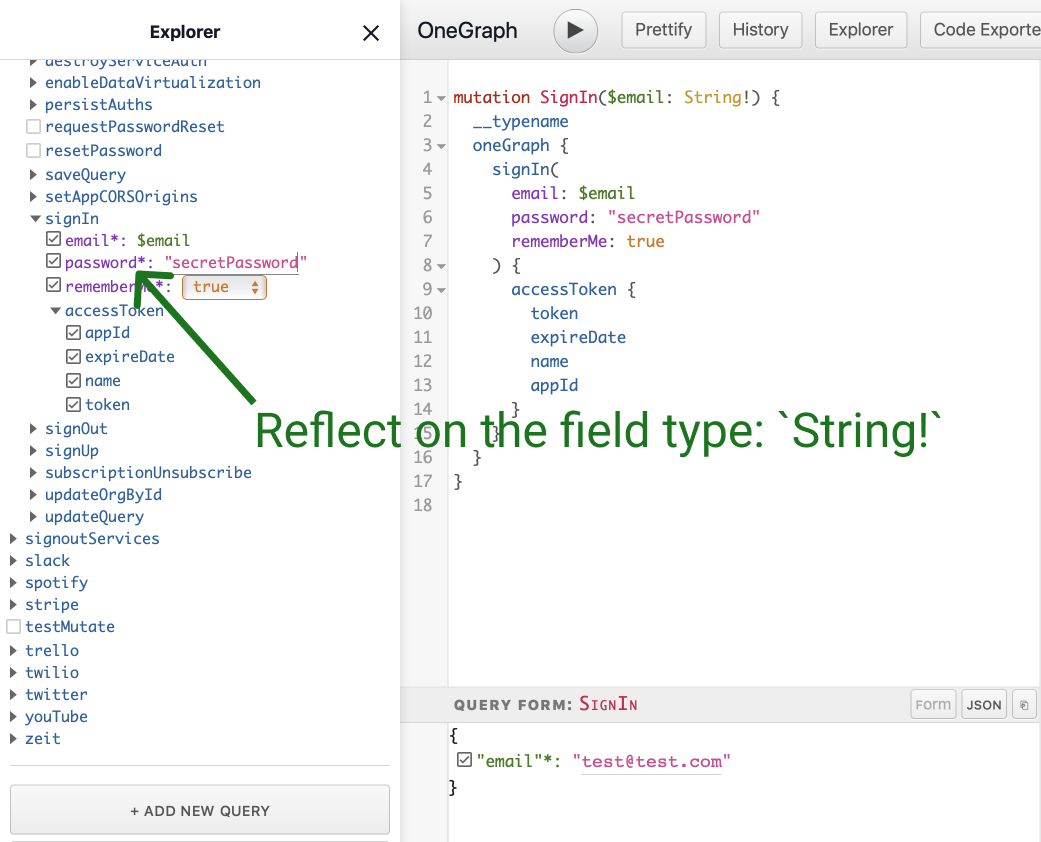 Explorer
destroyServiceAuth
enableDataVirtualization
persistAuths
requestPasswordReset
resetPassword
saveQuery
setAppCORSOrigins
signIn
email*: $email
password*: "secretPassword"
rememberMe*: true
accessToken
appId
expireDate
name
token
signOut
signUp
subscriptionUnsubscribe
updateOrgById
updateQuery
signoutServices
slack
spotify
stripe
testMutate
trello
twilio
twitter
youTube
zeit
+ ADD NEW QUERY
OneGraph Prettify History Explorer Code Exporte
1 mutation SignIn($email: String!) {
2 __typename
3 oneGraph {
4 signIn(
5 email: $email
6 password: "secretPassword"
7 rememberMe: true
8 ) {
9 accessToken {
10 token
11 expireDate
12 name
13 appId
14 }
15 }
16 }
17 }
18
Reflect on the field type: `String!`
QUERY FORM: SignIn Form JSON
{
"email"*: "test@test.com"
}